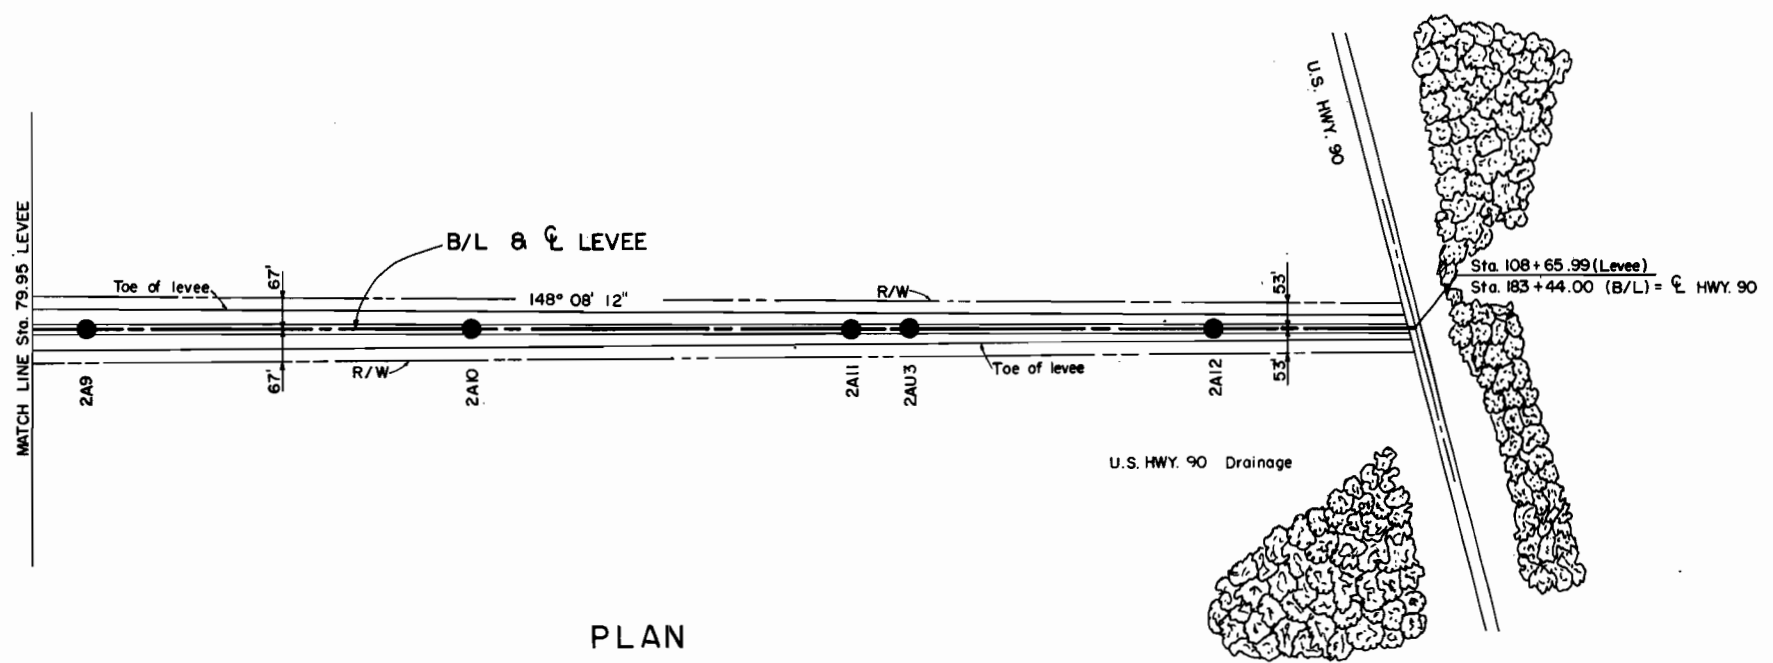 U.S. HWY. 90
MATCH LINE Sta. 79.95 LEVEE
B/L & ℄ LEVEE
Toe of levee
67'
148° 08' 12"
R/W
53'
Sta. 108+65.99 (Levee)
Sta. 183+44.00 (B/L) = ℄ HWY. 90
R/W
67'
Toe of levee
53'
2A9
2A10
2A11
2AU3
2A12
U.S. HWY. 90 Drainage
PLAN